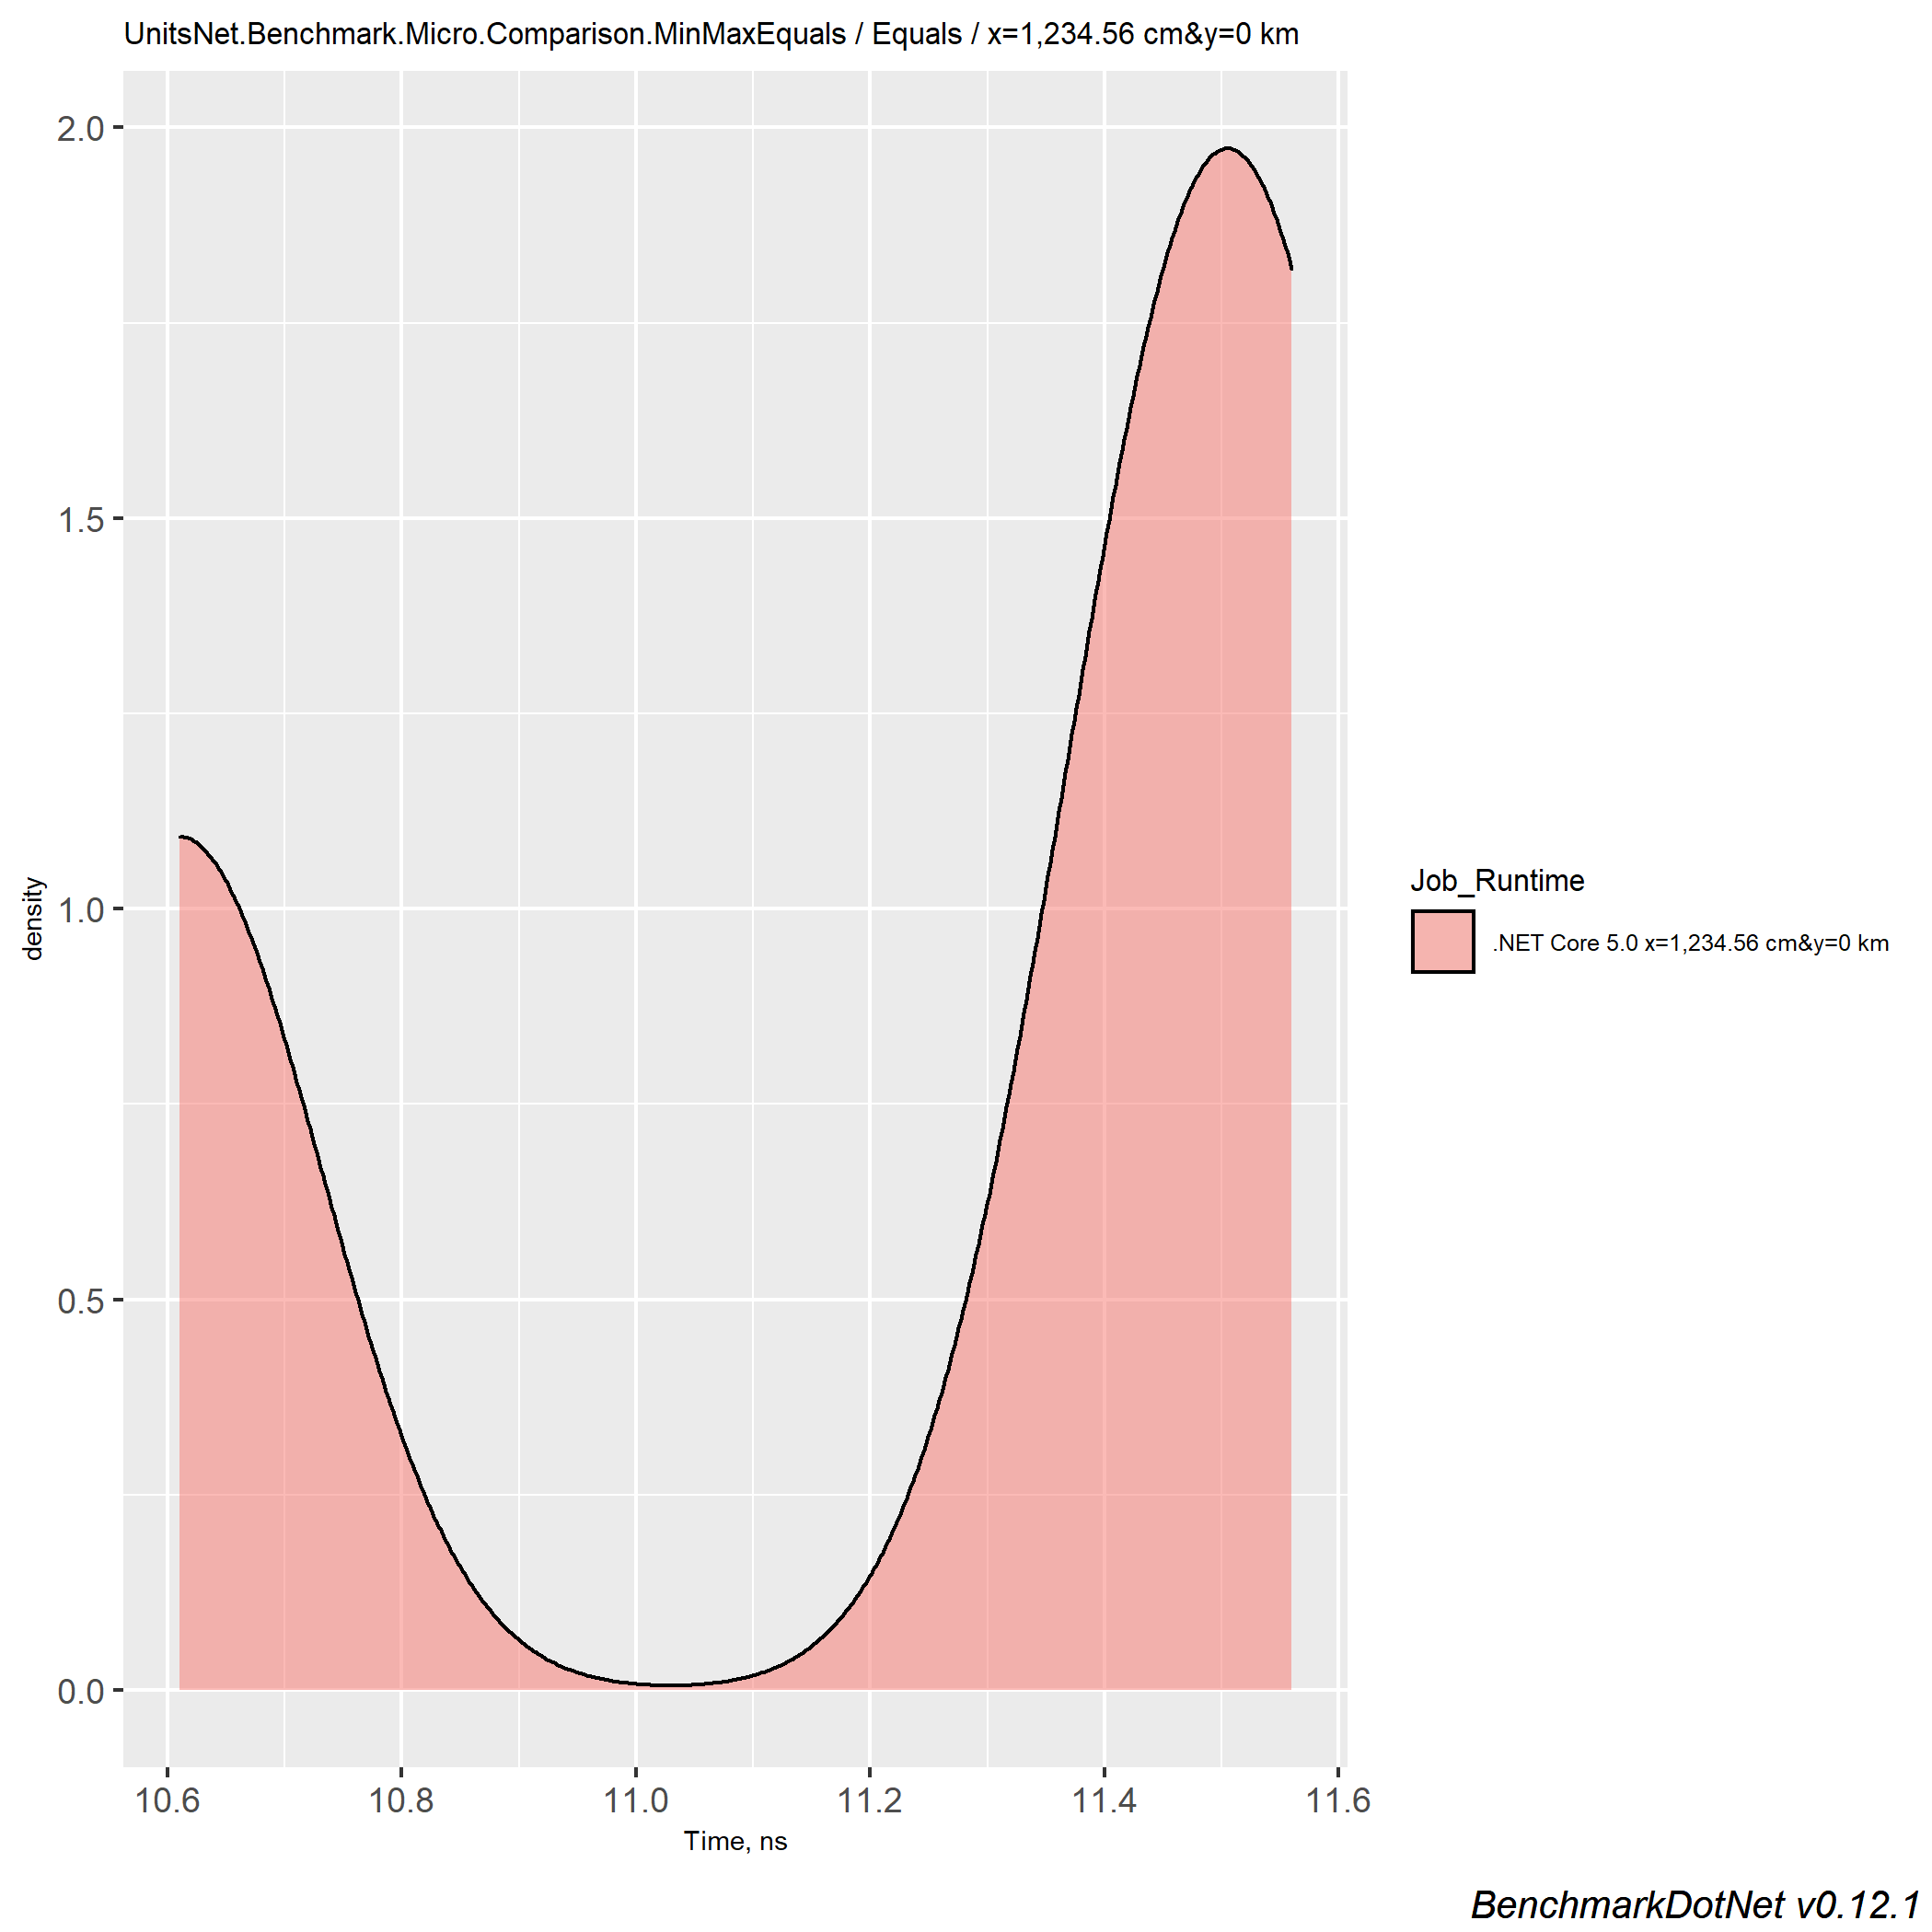 UnitsNet.Benchmark.Micro.Comparison.MinMaxEquals / Equals / x=1,234.56 cm&y=0 km
2.0
1.5
1.0
0.5
0.0
density
10.6 10.8 11.0 11.2 11.4 11.6
Time, ns
Job_Runtime
.NET Core 5.0 x=1,234.56 cm&y=0 km
BenchmarkDotNet v0.12.1